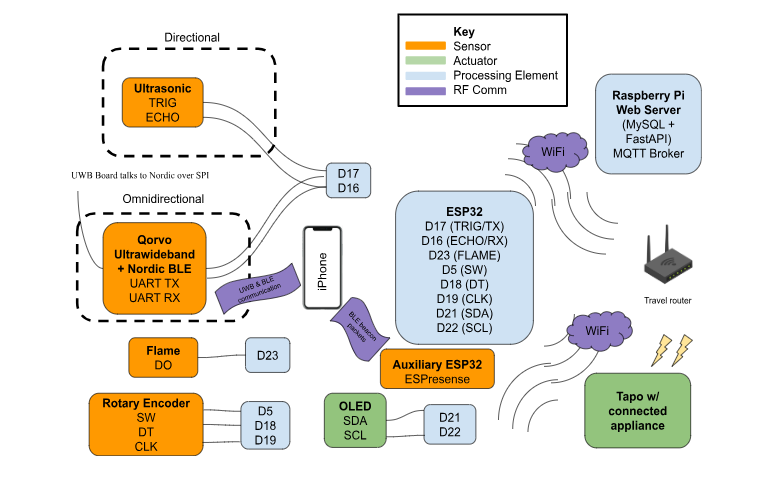 Directional
Key
Sensor
Actuator
Processing Element
RF Comm
Ultrasonic
TRIG
ECHO
Raspberry Pi
Web Server
(MySQL +
FastAPI)
MQTT Broker
WiFi
UWB Board talks to Nordic over SPI
D17
D16
Omnidirectional
Qorvo
Ultrawideband
+ Nordic BLE
UART TX
UART RX
UWB & BLE
communication
iPhone
BLE beacon
packets
ESP32
D17 (TRIG/TX)
D16 (ECHO/RX)
D23 (FLAME)
D5 (SW)
D18 (DT)
D19 (CLK)
D21 (SDA)
D22 (SCL)
Travel router
WiFi
Flame
DO
D23
Auxiliary ESP32
ESPresense
Rotary Encoder
SW
DT
CLK
D5
D18
D19
OLED
SDA
SCL
D21
D22
Tapo w/
connected
appliance